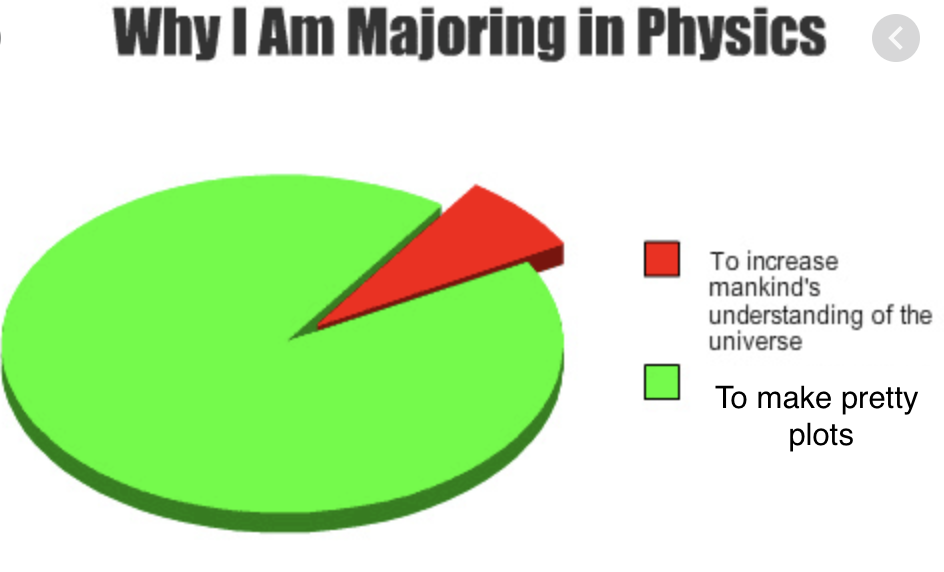 Why I Am Majoring in Physics
To increase
mankind's
understanding of the
universe
To make pretty
plots